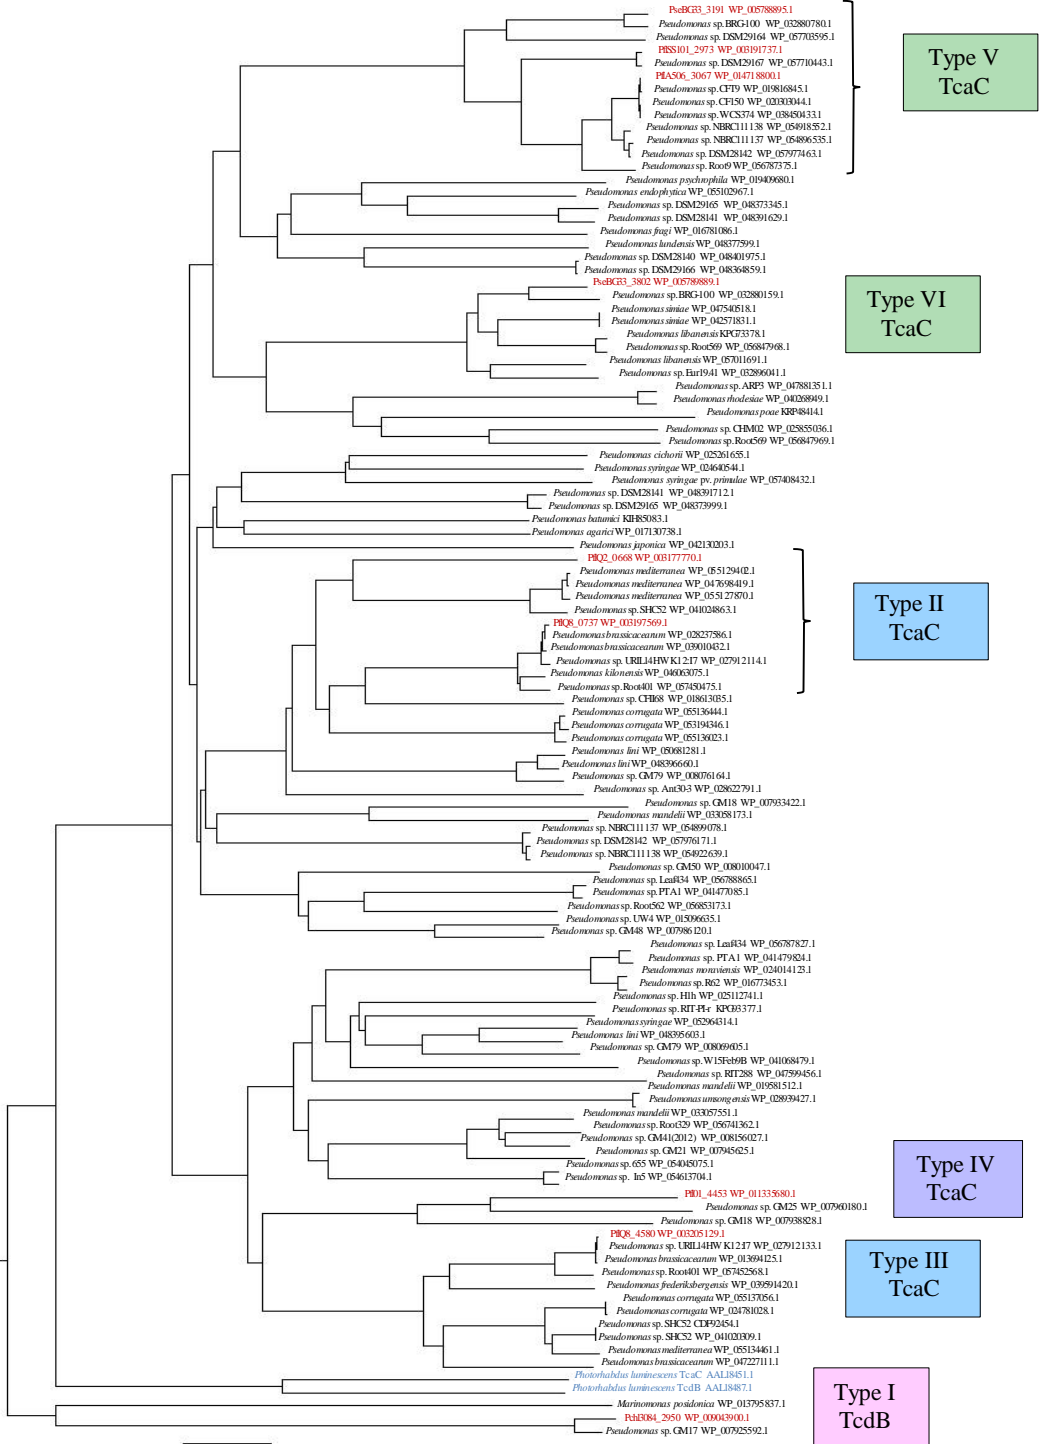 PseBG33_3191 WP_005788895.1
Pseudomonas sp. BRG-100 WP_032880780.1
Pseudomonas sp. DSM29164 WP_057703595.1
PflSS101_2973 WP_003191737.1
Pseudomonas sp. DSM29167 WP_057710443.1
PflA506_3067 WP_014718800.1
Pseudomonas sp. CFT9 WP_019816845.1
Pseudomonas sp. CF150 WP_020303044.1
Pseudomonas sp. WCS374 WP_038450433.1
Pseudomonas sp. NBRC111138 WP_054918552.1
Pseudomonas sp. NBRC111137 WP_054896535.1
Pseudomonas sp. DSM28142 WP_057977463.1
Pseudomonas sp. Root9 WP_056787375.1
Type V
TcaC
Pseudomonas psychrophila WP_019409680.1
Pseudomonas endophytica WP_055102967.1
Pseudomonas sp. DSM29165 WP_048373345.1
Pseudomonas sp. DSM28141 WP_048391629.1
Pseudomonas fragi WP_016781086.1
Pseudomonas lundensis WP_048377599.1
Pseudomonas sp. DSM28140 WP_048401975.1
Pseudomonas sp. DSM29166 WP_048364859.1
PseBG33_3802 WP_005789889.1
Pseudomonas sp. BRG-100 WP_032880159.1
Pseudomonas simiae WP_047540518.1
Pseudomonas simiae WP_042571831.1
Pseudomonas libanensis KPG73378.1
Pseudomonas sp. Root569 WP_056847968.1
Pseudomonas libanensis WP_057011691.1
Pseudomonas sp. Eur19.41 WP_032896041.1
Type VI
TcaC
Pseudomonas sp. ARP3 WP_047881351.1
Pseudomonas rhodesiae WP_040268949.1
Pseudomonas poae KRP48414.1
Pseudomonas sp. CHM02 WP_025855036.1
Pseudomonas sp. Root569 WP_056847969.1
Pseudomonas cichorii WP_025261655.1
Pseudomonas syringae WP_024640544.1
Pseudomonas syringae pv. primulae WP_057408432.1
Pseudomonas sp. DSM28141 WP_048391712.1
Pseudomonas sp. DSM29165 WP_048373999.1
Pseudomonas batumici KIH85083.1
Pseudomonas agarici WP_017130738.1
Pseudomonas japonica WP_042130203.1
PflQ2_0668 WP_003177770.1
Pseudomonas mediterranea WP_055129402.1
Pseudomonas mediterranea WP_047698419.1
Pseudomonas mediterranea WP_055127870.1
Pseudomonas sp. SHC52 WP_041024863.1
PflQ8_0737 WP_003197569.1
Pseudomonas brassicacearum WP_028237586.1
Pseudomonas brassicacearum WP_039010432.1
Pseudomonas sp. URIL14HWK12:I7 WP_027912114.1
Pseudomonas kilonensis WP_046063075.1
Pseudomonas sp. Root401 WP_057450475.1
Type II
TcaC
Pseudomonas sp. CFII68 WP_018613035.1
Pseudomonas corrugata WP_055136444.1
Pseudomonas corrugata WP_053194346.1
Pseudomonas corrugata WP_055136023.1
Pseudomonas lini WP_050681281.1
Pseudomonas lini WP_048396660.1
Pseudomonas sp. GM79 WP_008076164.1
Pseudomonas sp. Ant30-3 WP_028622791.1
Pseudomonas sp. GM18 WP_007933422.1
Pseudomonas mandelii WP_033058173.1
Pseudomonas sp. NBRC111137 WP_054899078.1
Pseudomonas sp. DSM28142 WP_057976171.1
Pseudomonas sp. NBRC111138 WP_054922639.1
Pseudomonas sp. GM50 WP_008010047.1
Pseudomonas sp. Leaf434 WP_056788865.1
Pseudomonas sp. PTA1 WP_041477085.1
Pseudomonas sp. Root562 WP_056853173.1
Pseudomonas sp. UW4 WP_015096635.1
Pseudomonas sp. GM48 WP_007986120.1
Pseudomonas sp. Leaf434 WP_056787827.1
Pseudomonas sp. PTA1 WP_041479824.1
Pseudomonas moraviensis WP_024014123.1
Pseudomonas sp. R62 WP_016773453.1
Pseudomonas sp. H1h WP_025112741.1
Pseudomonas sp. RIT-PI-r KPG93377.1
Pseudomonas syringae WP_052964314.1
Pseudomonas lini WP_048395603.1
Pseudomonas sp. GM79 WP_008069605.1
Pseudomonas sp. W15Feb9B WP_041068479.1
Pseudomonas sp. RIT288 WP_047599456.1
Pseudomonas mandelii WP_019581512.1
Pseudomonas umsongensis WP_028939427.1
Pseudomonas mandelii WP_033057551.1
Pseudomonas sp. Root329 WP_056741362.1
Pseudomonas sp. GM41(2012) WP_008156027.1
Pseudomonas sp. GM21 WP_007945625.1
Pseudomonas sp. 655 WP_054045075.1
Pseudomonas sp. In5 WP_054613704.1
Type IV
TcaC
Pfl01_4453 WP_011335680.1
Pseudomonas sp. GM25 WP_007960180.1
Pseudomonas sp. GM18 WP_007938828.1
PflQ8_4580 WP_003205129.1
Pseudomonas sp. URIL14HWK12:I7 WP_027912133.1
Pseudomonas brassicacearum WP_013694125.1
Pseudomonas sp. Root401 WP_057452568.1
Pseudomonas frederiksbergensis WP_039591420.1
Type III
TcaC
Pseudomonas corrugata WP_055137056.1
Pseudomonas corrugata WP_024781028.1
Pseudomonas sp. SHC52 CDF92454.1
Pseudomonas sp. SHC52 WP_041020309.1
Pseudomonas mediterranea WP_055134461.1
Pseudomonas brassicacearum WP_047227111.1
Photorhabdus luminescens TcaC AAL18451.1
Photorhabdus luminescens TcdB AAL18487.1
Marinomonas posidonica WP_013795837.1
Pchl3084_2950 WP_009043900.1
Pseudomonas sp. GM17 WP_007925592.1
Type I
TcdB